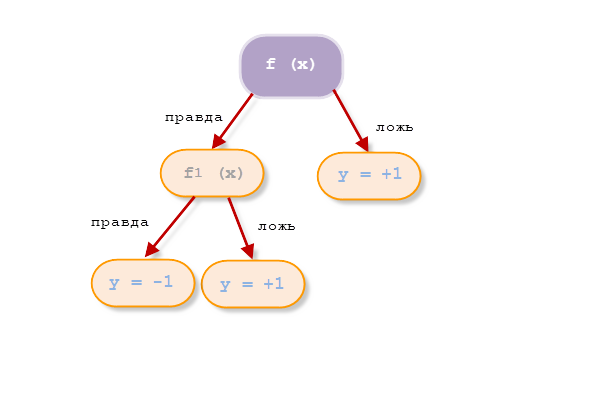 f (x)
правда
ложь
f1 (x)
y = +1
правда
ложь
y = -1
y = +1